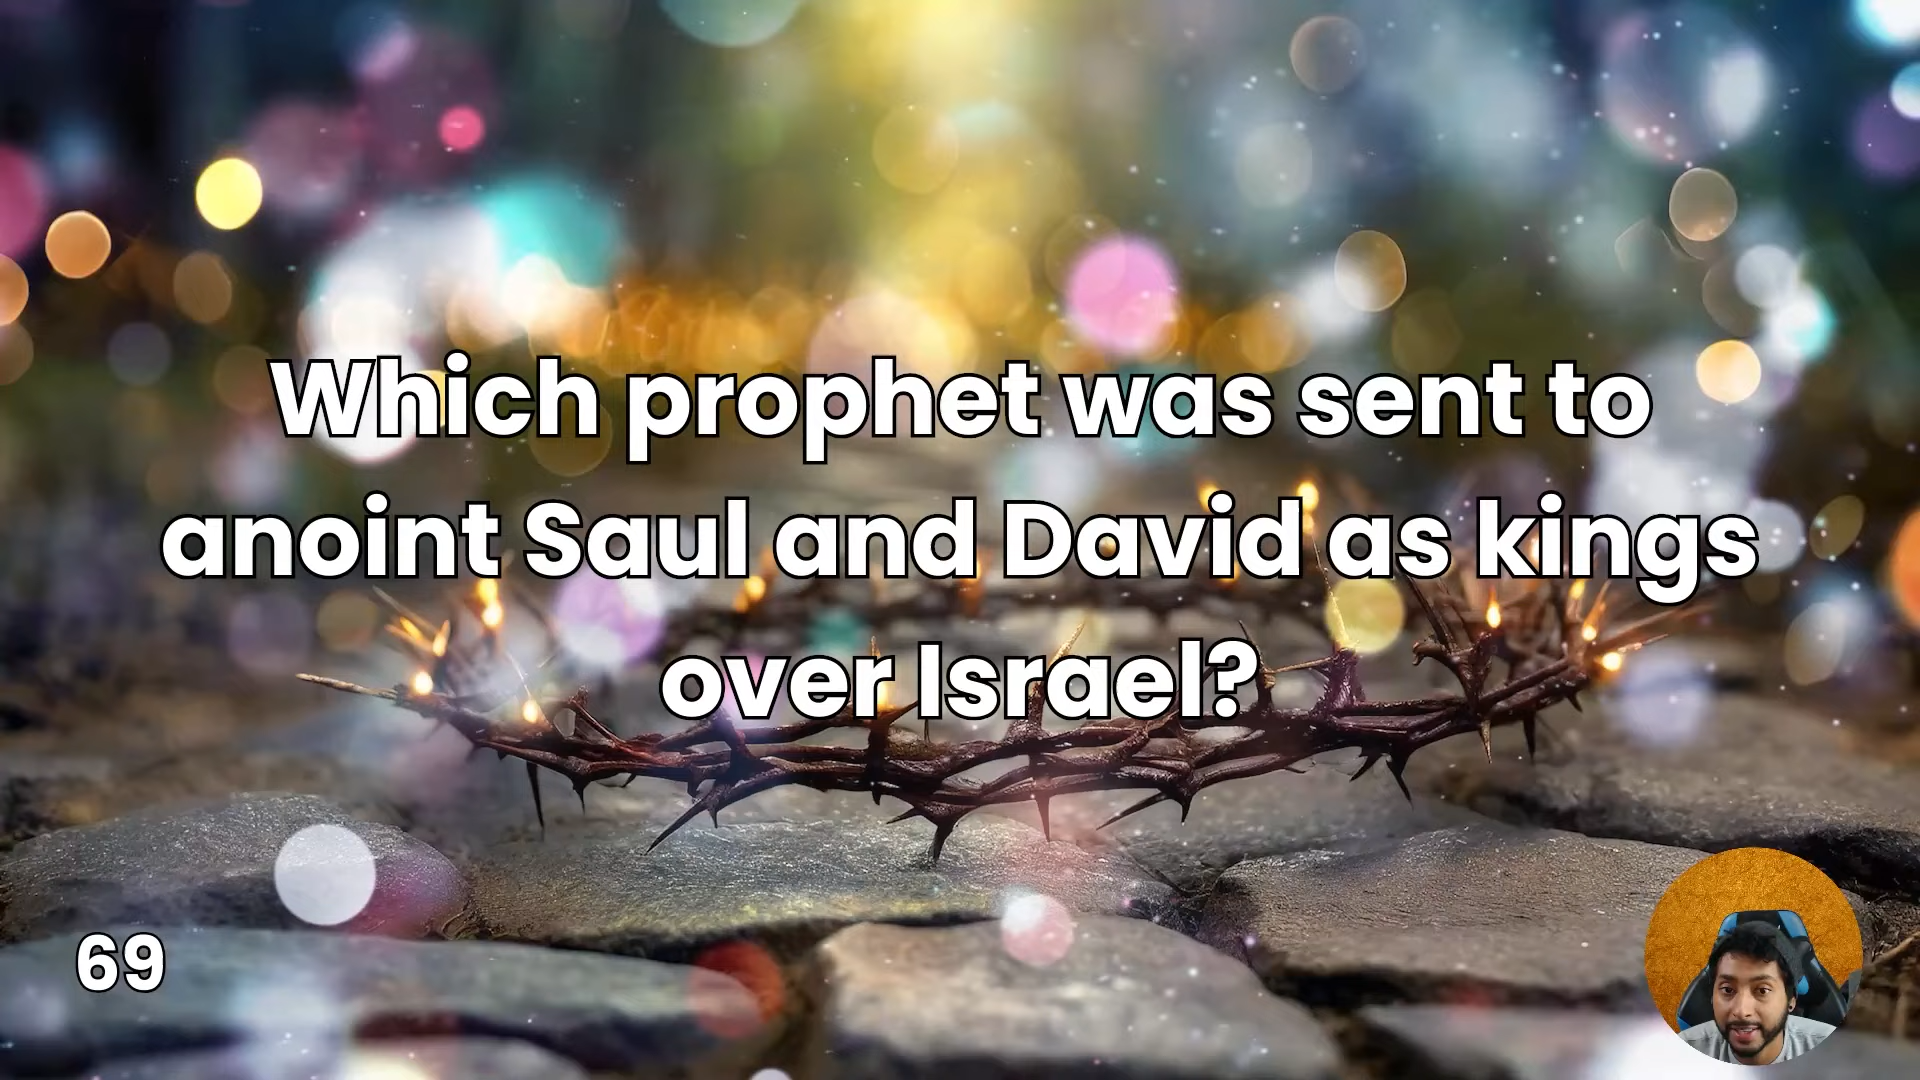 Which prophet was sent to
anoint Saul and David as kings
over Israel?
69